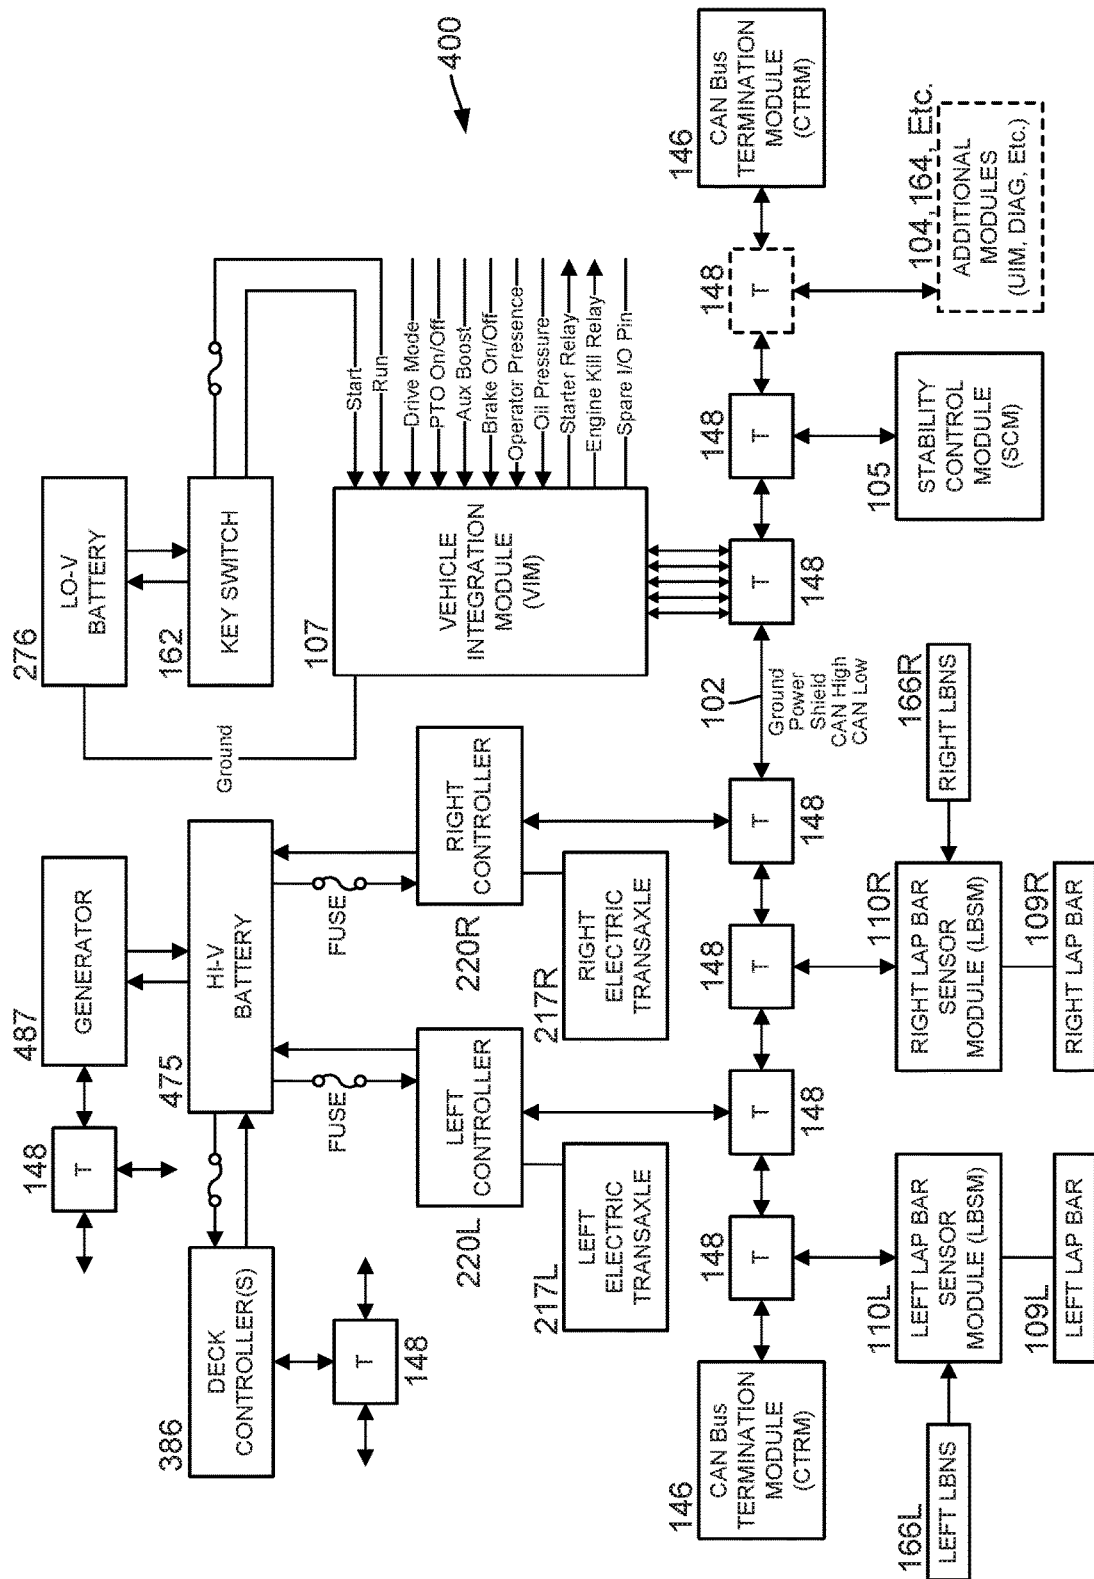 400
487
GENERATOR
148
T
475
HI-V
BATTERY
386
DECK
CONTROLLER(S)
T
148
FUSE
FUSE
220L
LEFT
CONTROLLER
217L
LEFT
ELECTRIC
TRANSAXLE
220R
RIGHT
CONTROLLER
217R
RIGHT
ELECTRIC
TRANSAXLE
276
LO-V
BATTERY
162
KEY SWITCH
Ground
107
VEHICLE
INTEGRATION
MODULE
(VIM)
Start
Run
Drive Mode
PTO On/Off
Aux Boost
Brake On/Off
Operator Presence
Oil Pressure
Starter Relay
Engine Kill Relay
Spare I/O Pin
146
CAN Bus
TERMINATION
MODULE
(CTRM)
T
148
T
148
T
148
T
148
102
Ground
Power
Shield
CAN High
CAN Low
T
148
T
148
T
148
146
CAN Bus
TERMINATION
MODULE
(CTRM)
166L
LEFT LBNS
110L
LEFT LAP BAR
SENSOR
MODULE (LBSM)
109L
LEFT LAP BAR
110R
RIGHT LAP BAR
SENSOR
MODULE (LBSM)
109R
RIGHT LAP BAR
166R
RIGHT LBNS
105
STABILITY
CONTROL
MODULE
(SCM)
104, 164, Etc.
ADDITIONAL
MODULES
(UIM, DIAG, Etc.)